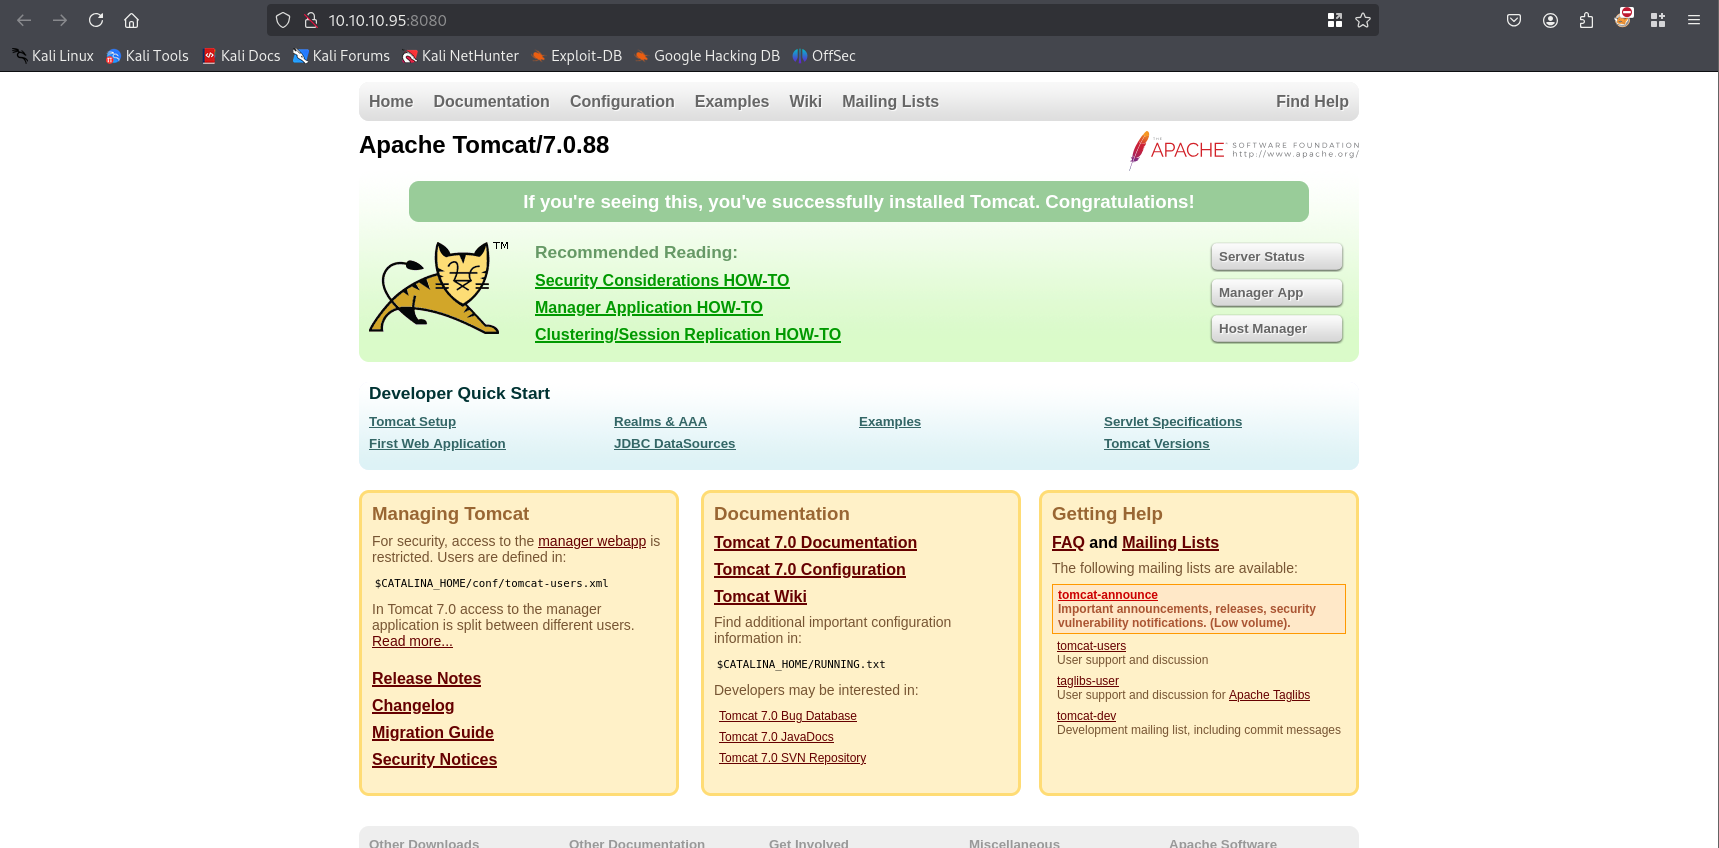 10.10.10.95:8080
Kali Linux Kali Tools Kali Docs Kali Forums Kali NetHunter Exploit-DB Google Hacking DB OffSec
Home Documentation Configuration Examples Wiki Mailing Lists Find Help
Apache Tomcat/7.0.88
THE APACHE SOFTWARE FOUNDATION
http://www.apache.org/
If you're seeing this, you've successfully installed Tomcat. Congratulations!
TM
Recommended Reading:
Security Considerations HOW-TO
Manager Application HOW-TO
Clustering/Session Replication HOW-TO
Server Status
Manager App
Host Manager
Developer Quick Start
Tomcat Setup
First Web Application
Realms & AAA
JDBC DataSources
Examples
Servlet Specifications
Tomcat Versions
Managing Tomcat
For security, access to the manager webapp is
restricted. Users are defined in:
$CATALINA_HOME/conf/tomcat-users.xml
In Tomcat 7.0 access to the manager
application is split between different users.
Read more...
Release Notes
Changelog
Migration Guide
Security Notices
Documentation
Tomcat 7.0 Documentation
Tomcat 7.0 Configuration
Tomcat Wiki
Find additional important configuration
information in:
$CATALINA_HOME/RUNNING.txt
Developers may be interested in:
Tomcat 7.0 Bug Database
Tomcat 7.0 JavaDocs
Tomcat 7.0 SVN Repository
Getting Help
FAQ and Mailing Lists
The following mailing lists are available:
tomcat-announce
Important announcements, releases, security
vulnerability notifications. (Low volume).
tomcat-users
User support and discussion
taglibs-user
User support and discussion for Apache Taglibs
tomcat-dev
Development mailing list, including commit messages
Other Downloads Other Documentation Get Involved Miscellaneous Apache Software